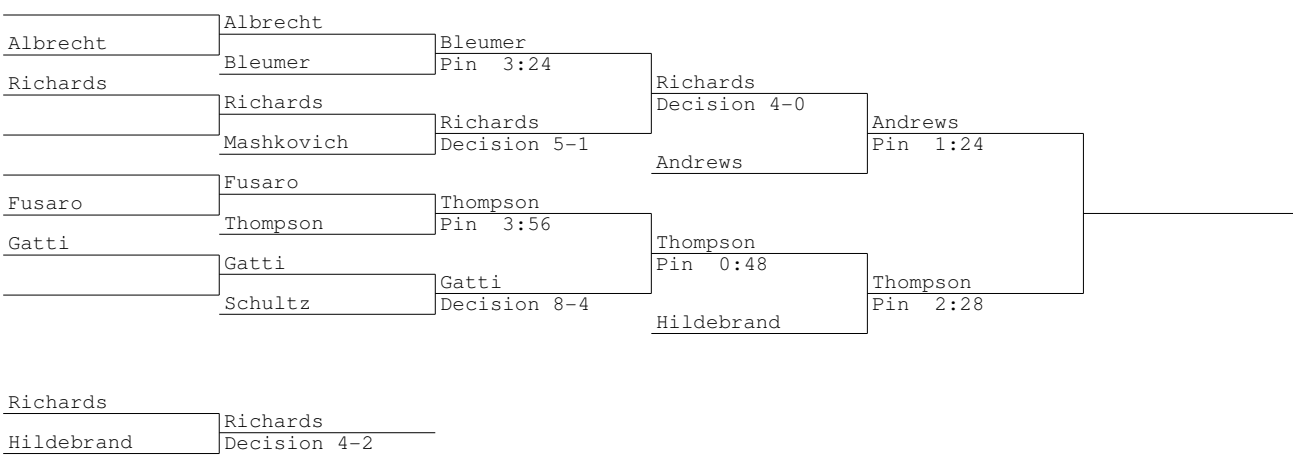 Albrecht
Albrecht
Bleumer
Bleumer
Pin 3:24
Richards
Richards
Decision 4-0
Richards
Mashkovich
Richards
Decision 5-1
Andrews
Andrews
Pin 1:24
Fusaro
Fusaro
Thompson
Thompson
Pin 3:56
Gatti
Gatti
Schultz
Gatti
Decision 8-4
Thompson
Pin 0:48
Hildebrand
Thompson
Pin 2:28
Richards
Hildebrand
Richards
Decision 4-2